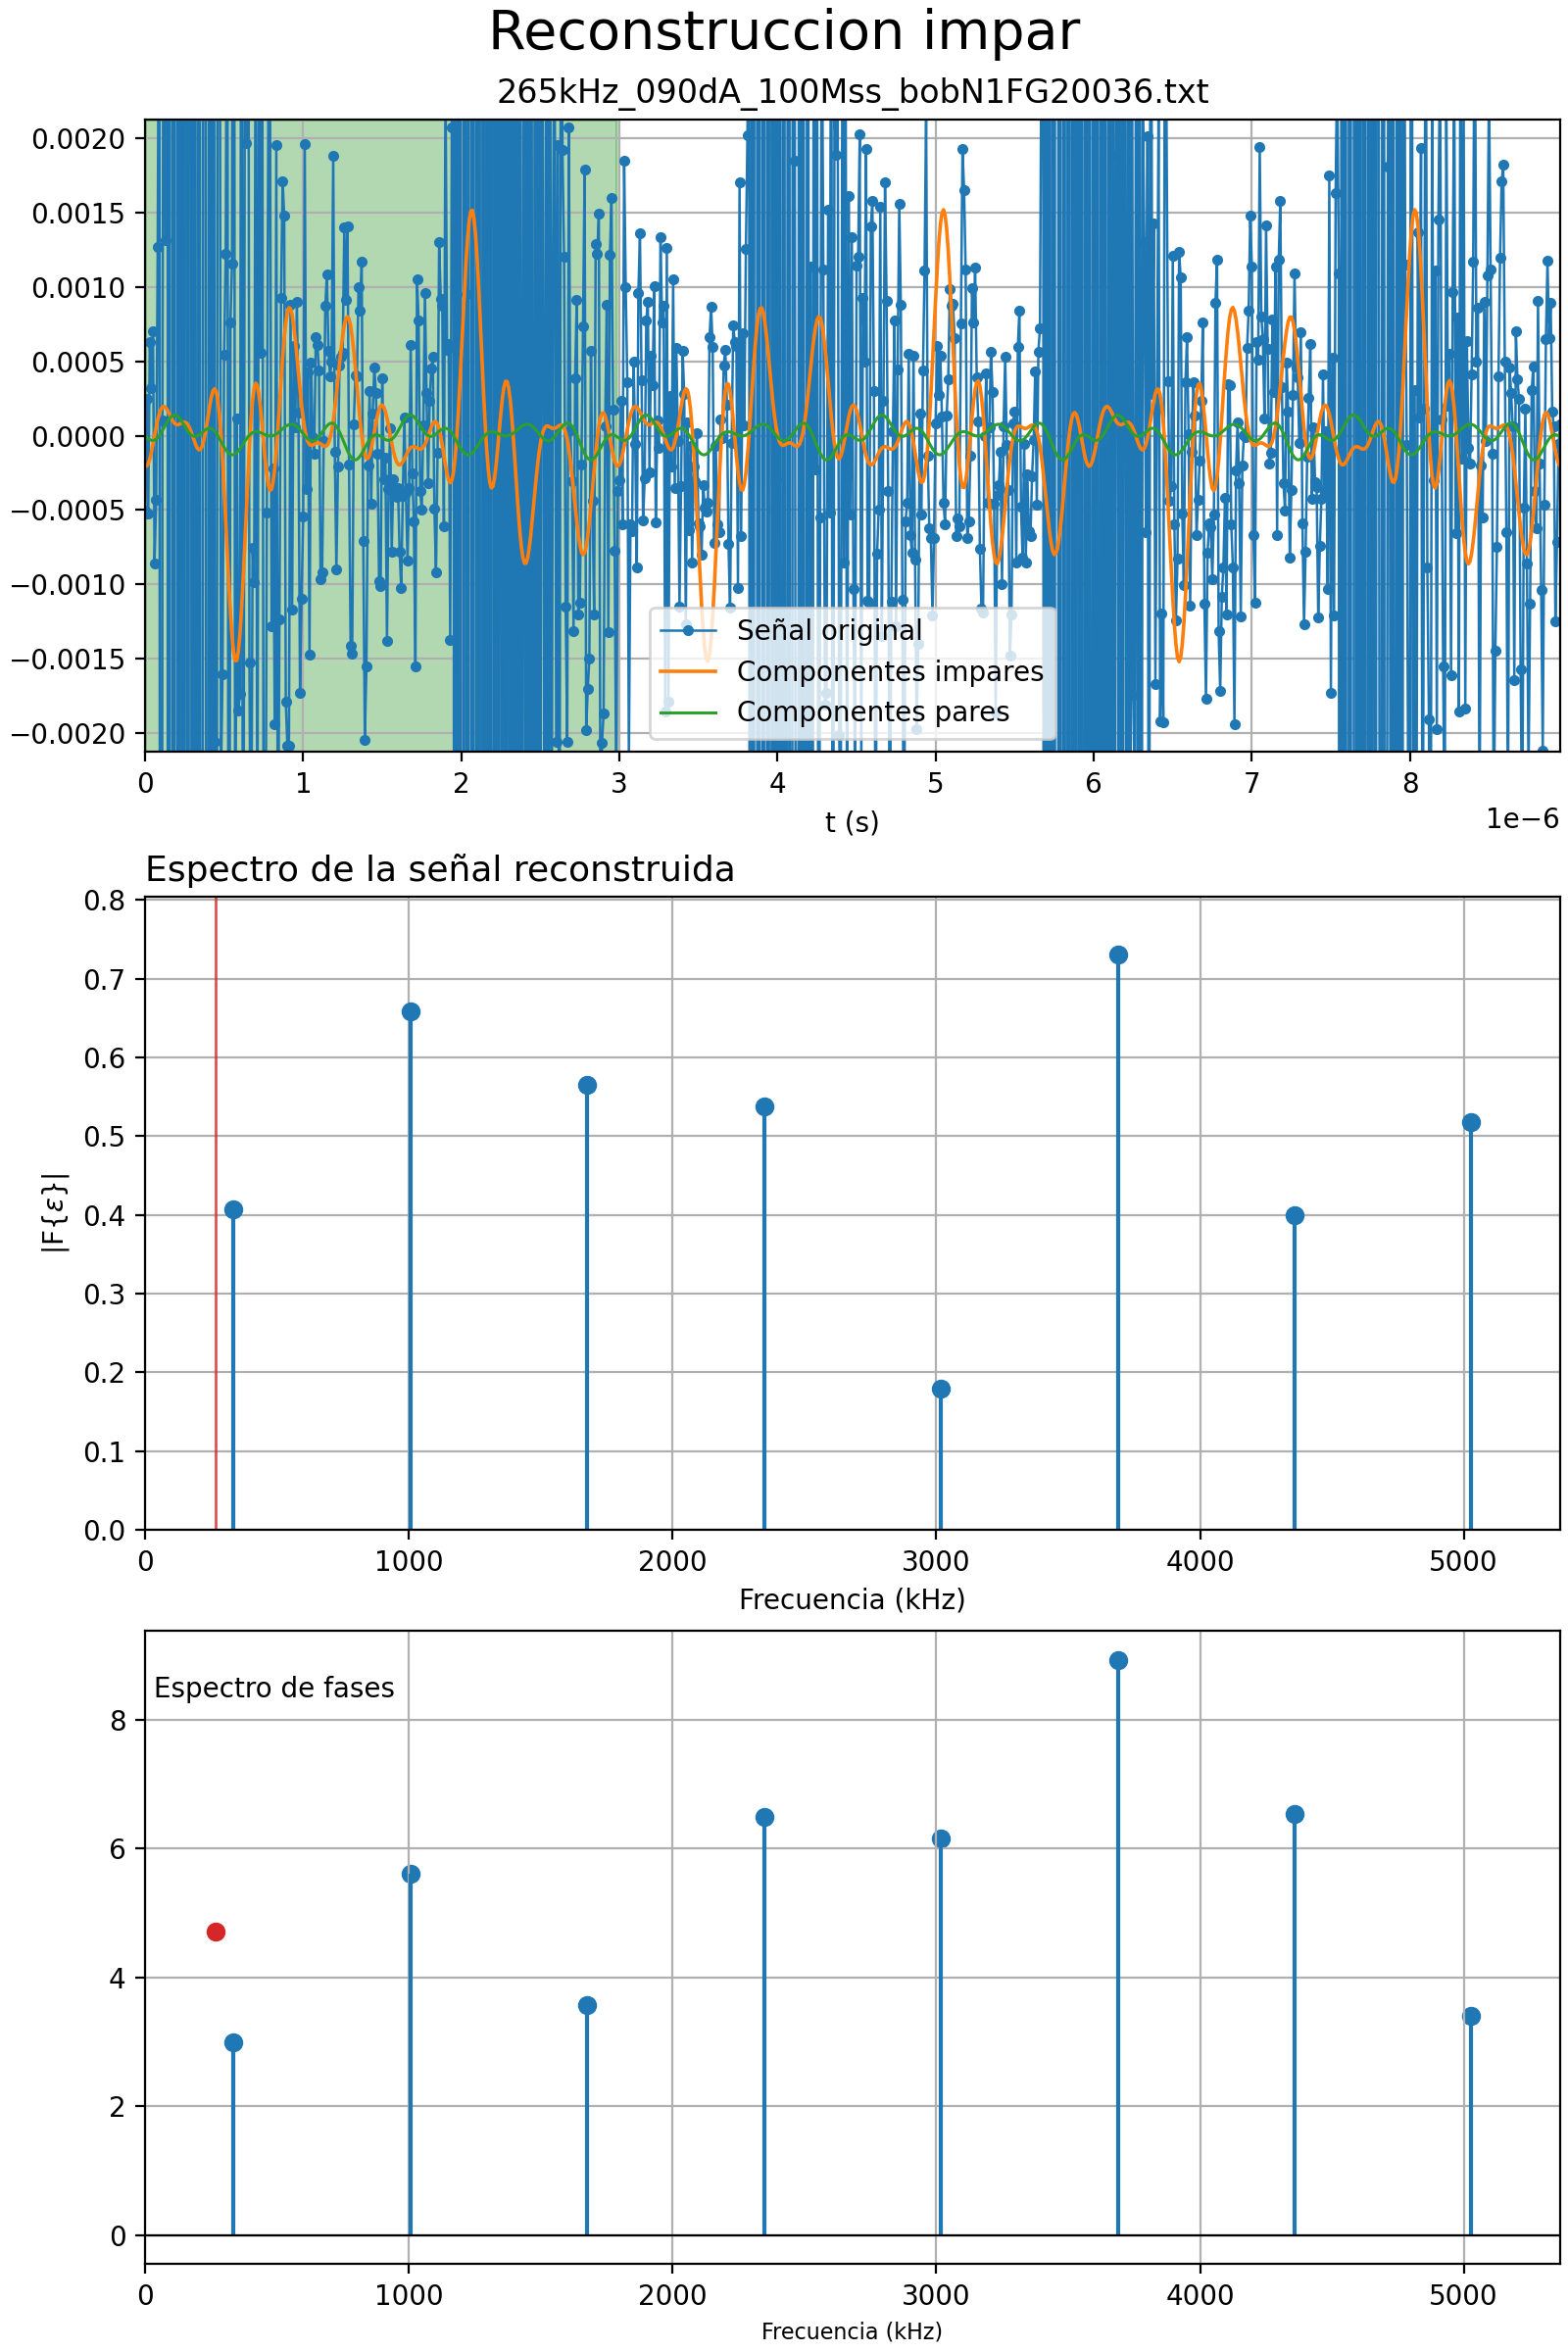 Reconstruccion impar
265kHz_090dA_100Mss_bobN1FG20036.txt
0.0020
0.0015
0.0010
0.0005
0.0000
−0.0005
−0.0010
−0.0015
−0.0020
Señal original
Componentes impares
Componentes pares
0 1 2 3 4 5 6 7 8
t (s)
1e−6
Espectro de la señal reconstruida
0.8
0.7
0.6
0.5
0.4
0.3
0.2
0.1
0.0
|F{ε}|
0 1000 2000 3000 4000 5000
Frecuencia (kHz)
Espectro de fases
8
6
4
2
0
0 1000 2000 3000 4000 5000
Frecuencia (kHz)